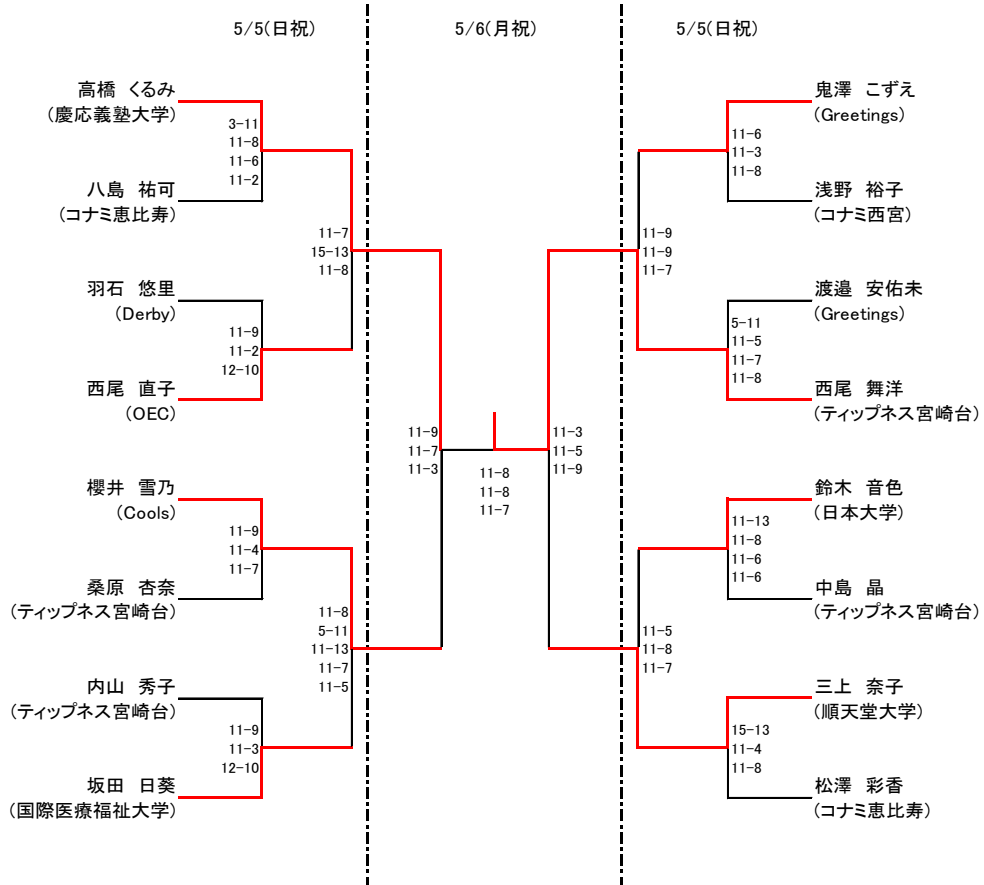 5/5(日祝)
5/6(月祝)
5/5(日祝)
高橋 くるみ
(慶応義塾大学)
3-11
11-8
11-6
11-2
八島 祐可
(コナミ恵比寿)
11-7
15-13
11-8
羽石 悠里
(Derby)
11-9
11-2
12-10
西尾 直子
(OEC)
11-9
11-7
11-3
櫻井 雪乃
(Cools)
11-9
11-4
11-7
桑原 杏奈
(ティップネス宮崎台)
11-8
5-11
11-13
11-7
11-5
内山 秀子
(ティップネス宮崎台)
11-9
11-3
12-10
坂田 日葵
(国際医療福祉大学)
11-8
11-8
11-7
鬼澤 こずえ
(Greetings)
11-6
11-3
11-8
浅野 裕子
(コナミ西宮)
11-9
11-9
11-7
渡邉 安佑未
(Greetings)
5-11
11-5
11-7
11-8
西尾 舞洋
(ティップネス宮崎台)
11-3
11-5
11-9
鈴木 音色
(日本大学)
11-13
11-8
11-6
11-6
中島 晶
(ティップネス宮崎台)
11-5
11-8
11-7
三上 奈子
(順天堂大学)
15-13
11-4
11-8
松澤 彩香
(コナミ恵比寿)